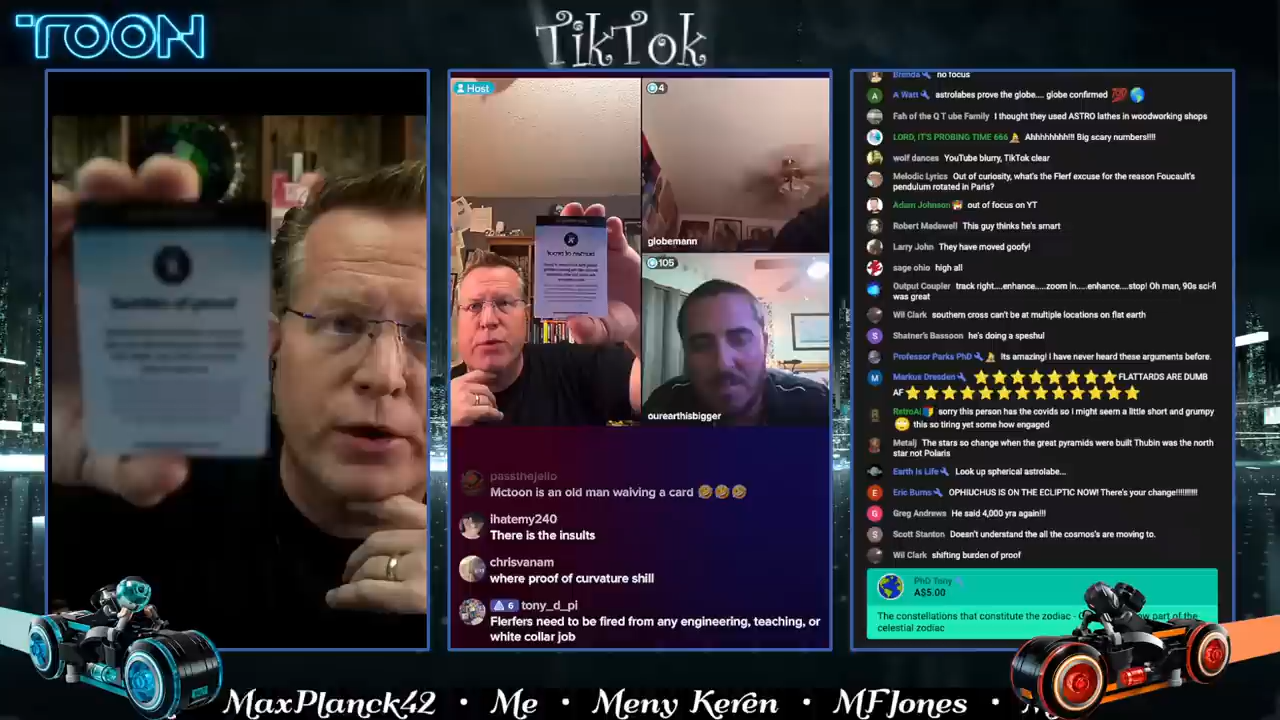 TOON
TikTok
Host
4
globemann
105
ourearthisbigger
passthejello
Mctoon is an old man waiving a card 🤣🤣🤣
ihatemy240
There is the insults
chrisvanam
where proof of curvature shill
6 tony_d_pi
Flerfers need to be fired from any engineering, teaching, or
white collar job
Brenda no focus
A Watt astrolabes prove the globe.... globe confirmed 💯 🌎
Fah of the Q T ube Family I thought they used ASTRO lathes in woodworking shops
LORD, IT'S PROBING TIME 666 Ahhhhhhhh!!! Big scary numbers!!!!
wolf dances YouTube blurry, TikTok clear
Melodic Lyrics Out of curiosity, what's the Flerf excuse for the reason Foucault's
pendulum rotated in Paris?
Adam Johnson out of focus on YT
Robert Madewell This guy thinks he's smart
Larry John They have moved goofy!
sage ohio high all
Output Coupler track right....enhance.....zoom in.....enhance....stop! Oh man, 90s sci-fi
was great
Wil Clark southern cross can't be at multiple locations on flat earth
Shatner's Bassoon he's doing a speshul
Professor Parks PhD Its amazing! I have never heard these arguments before.
Markus Dresden ⭐⭐⭐⭐⭐⭐⭐⭐FLATTARDS ARE DUMB
AF⭐⭐⭐⭐⭐⭐⭐⭐⭐⭐⭐⭐⭐
RetroAi sorry this person has the covids so i might seem a little short and grumpy
🙄 this so tiring yet some how engaged
Metalj The stars so change when the great pyramids were built Thubin was the north
star not Polaris
Earth Is Life Look up spherical astrolabe...
Eric Burns OPHIUCHUS IS ON THE ECLIPTIC NOW! There's your change!!!!!!!!!!
Greg Andrews He said 4,000 yra again!!!
Scott Stanton Doesn't understand the all the cosmos's are moving to.
Wil Clark shifting burden of proof
PhD Tony
A$5.00
The constellations that constitute the zodiac - part of the
celestial zodiac
MaxPlanck42 • Me • Meny Keren • MFJones •